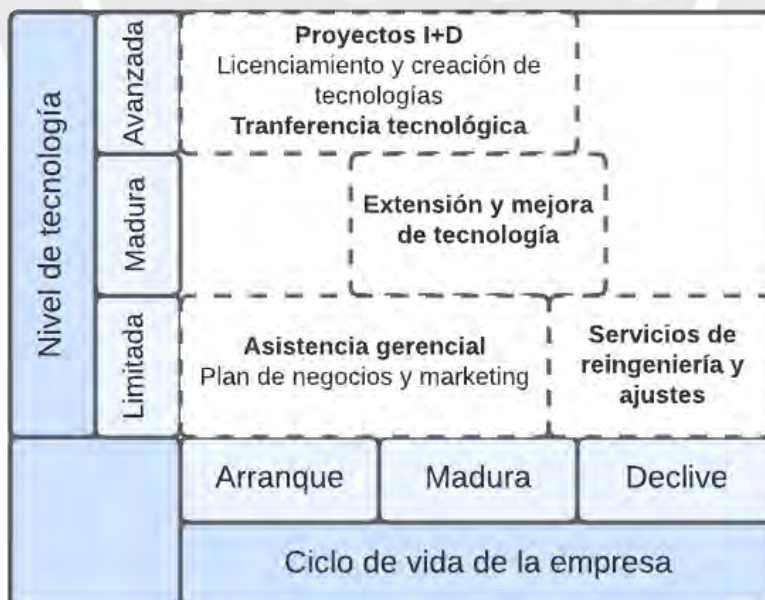 Nivel de tecnología
Avanzada
Proyectos I+D
Licenciamiento y creación de
tecnologías
Tranferencia tecnológica
Madura
Extensión y mejora
de tecnología
Limitada
Asistencia gerencial
Plan de negocios y marketing
Servicios de
reingeniería y
ajustes
Arranque
Madura
Declive
Ciclo de vida de la empresa